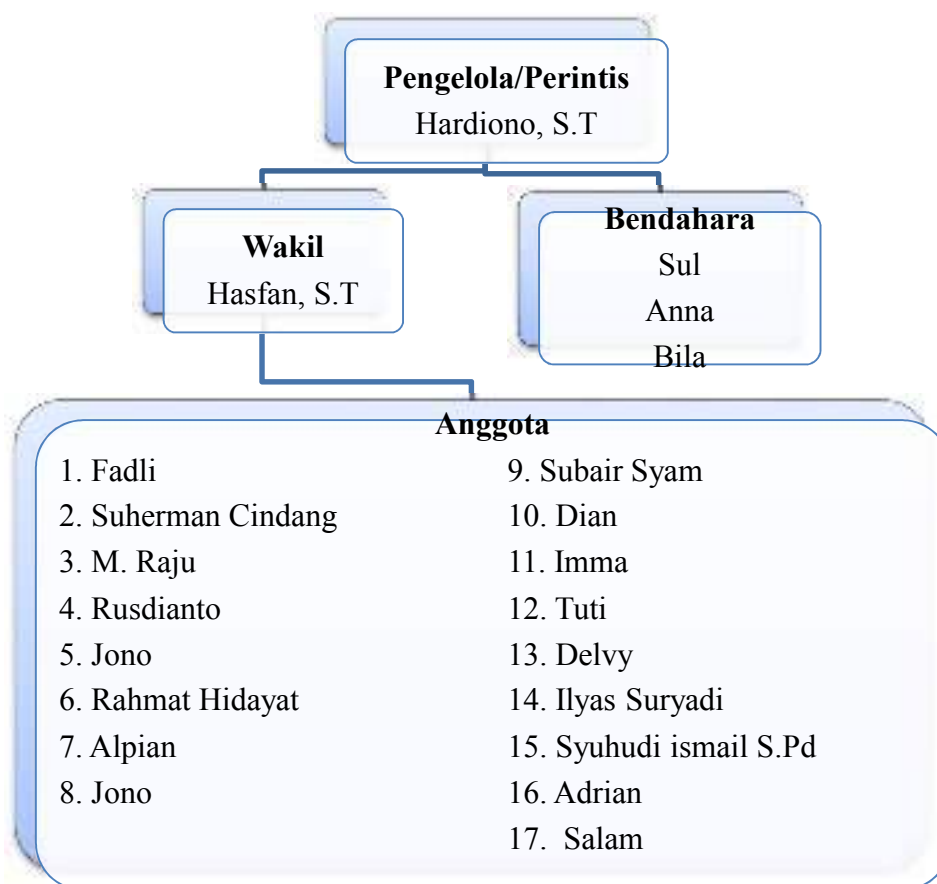 Pengelola/Perintis
Hardiono, S.T
Wakil
Hasfan, S.T
Bendahara
Sul
Anna
Bila
Anggota
1. Fadli
2. Suherman Cindang
3. M. Raju
4. Rusdianto
5. Jono
6. Rahmat Hidayat
7. Alpian
8. Jono
9. Subair Syam
10. Dian
11. Imma
12. Tuti
13. Delvy
14. Ilyas Suryadi
15. Syuhudi ismail S.Pd
16. Adrian
17. Salam